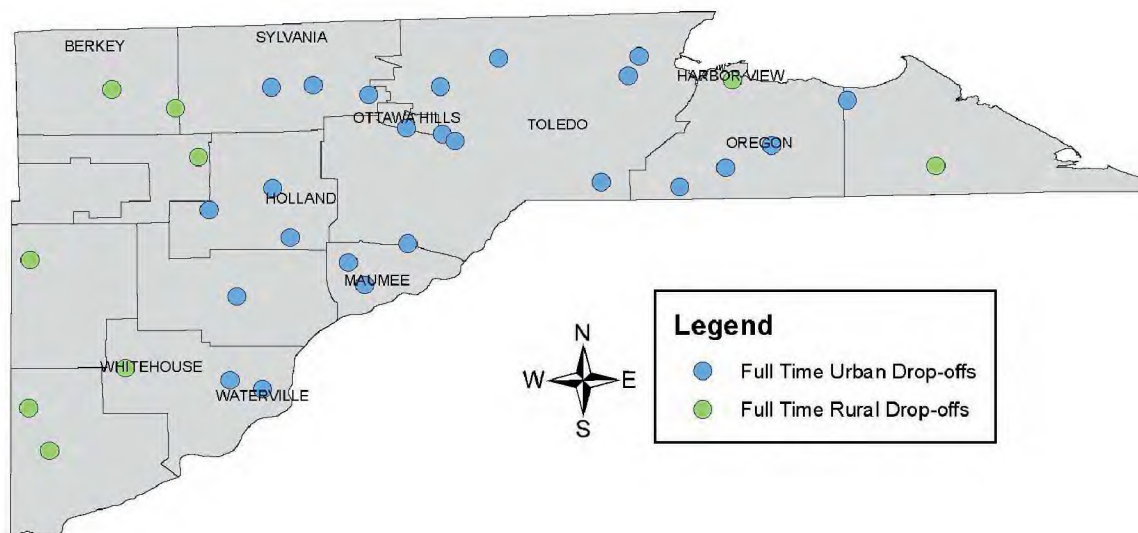 BERKEY
SYLVANIA
HARBOR VIEW
OTTAWA HILLS
TOLEDO
OREGON
HOLLAND
MAUMEE
WHITEHOUSE
WATERVILLE
N
W E
S
Legend
Full Time Urban Drop-offs
Full Time Rural Drop-offs